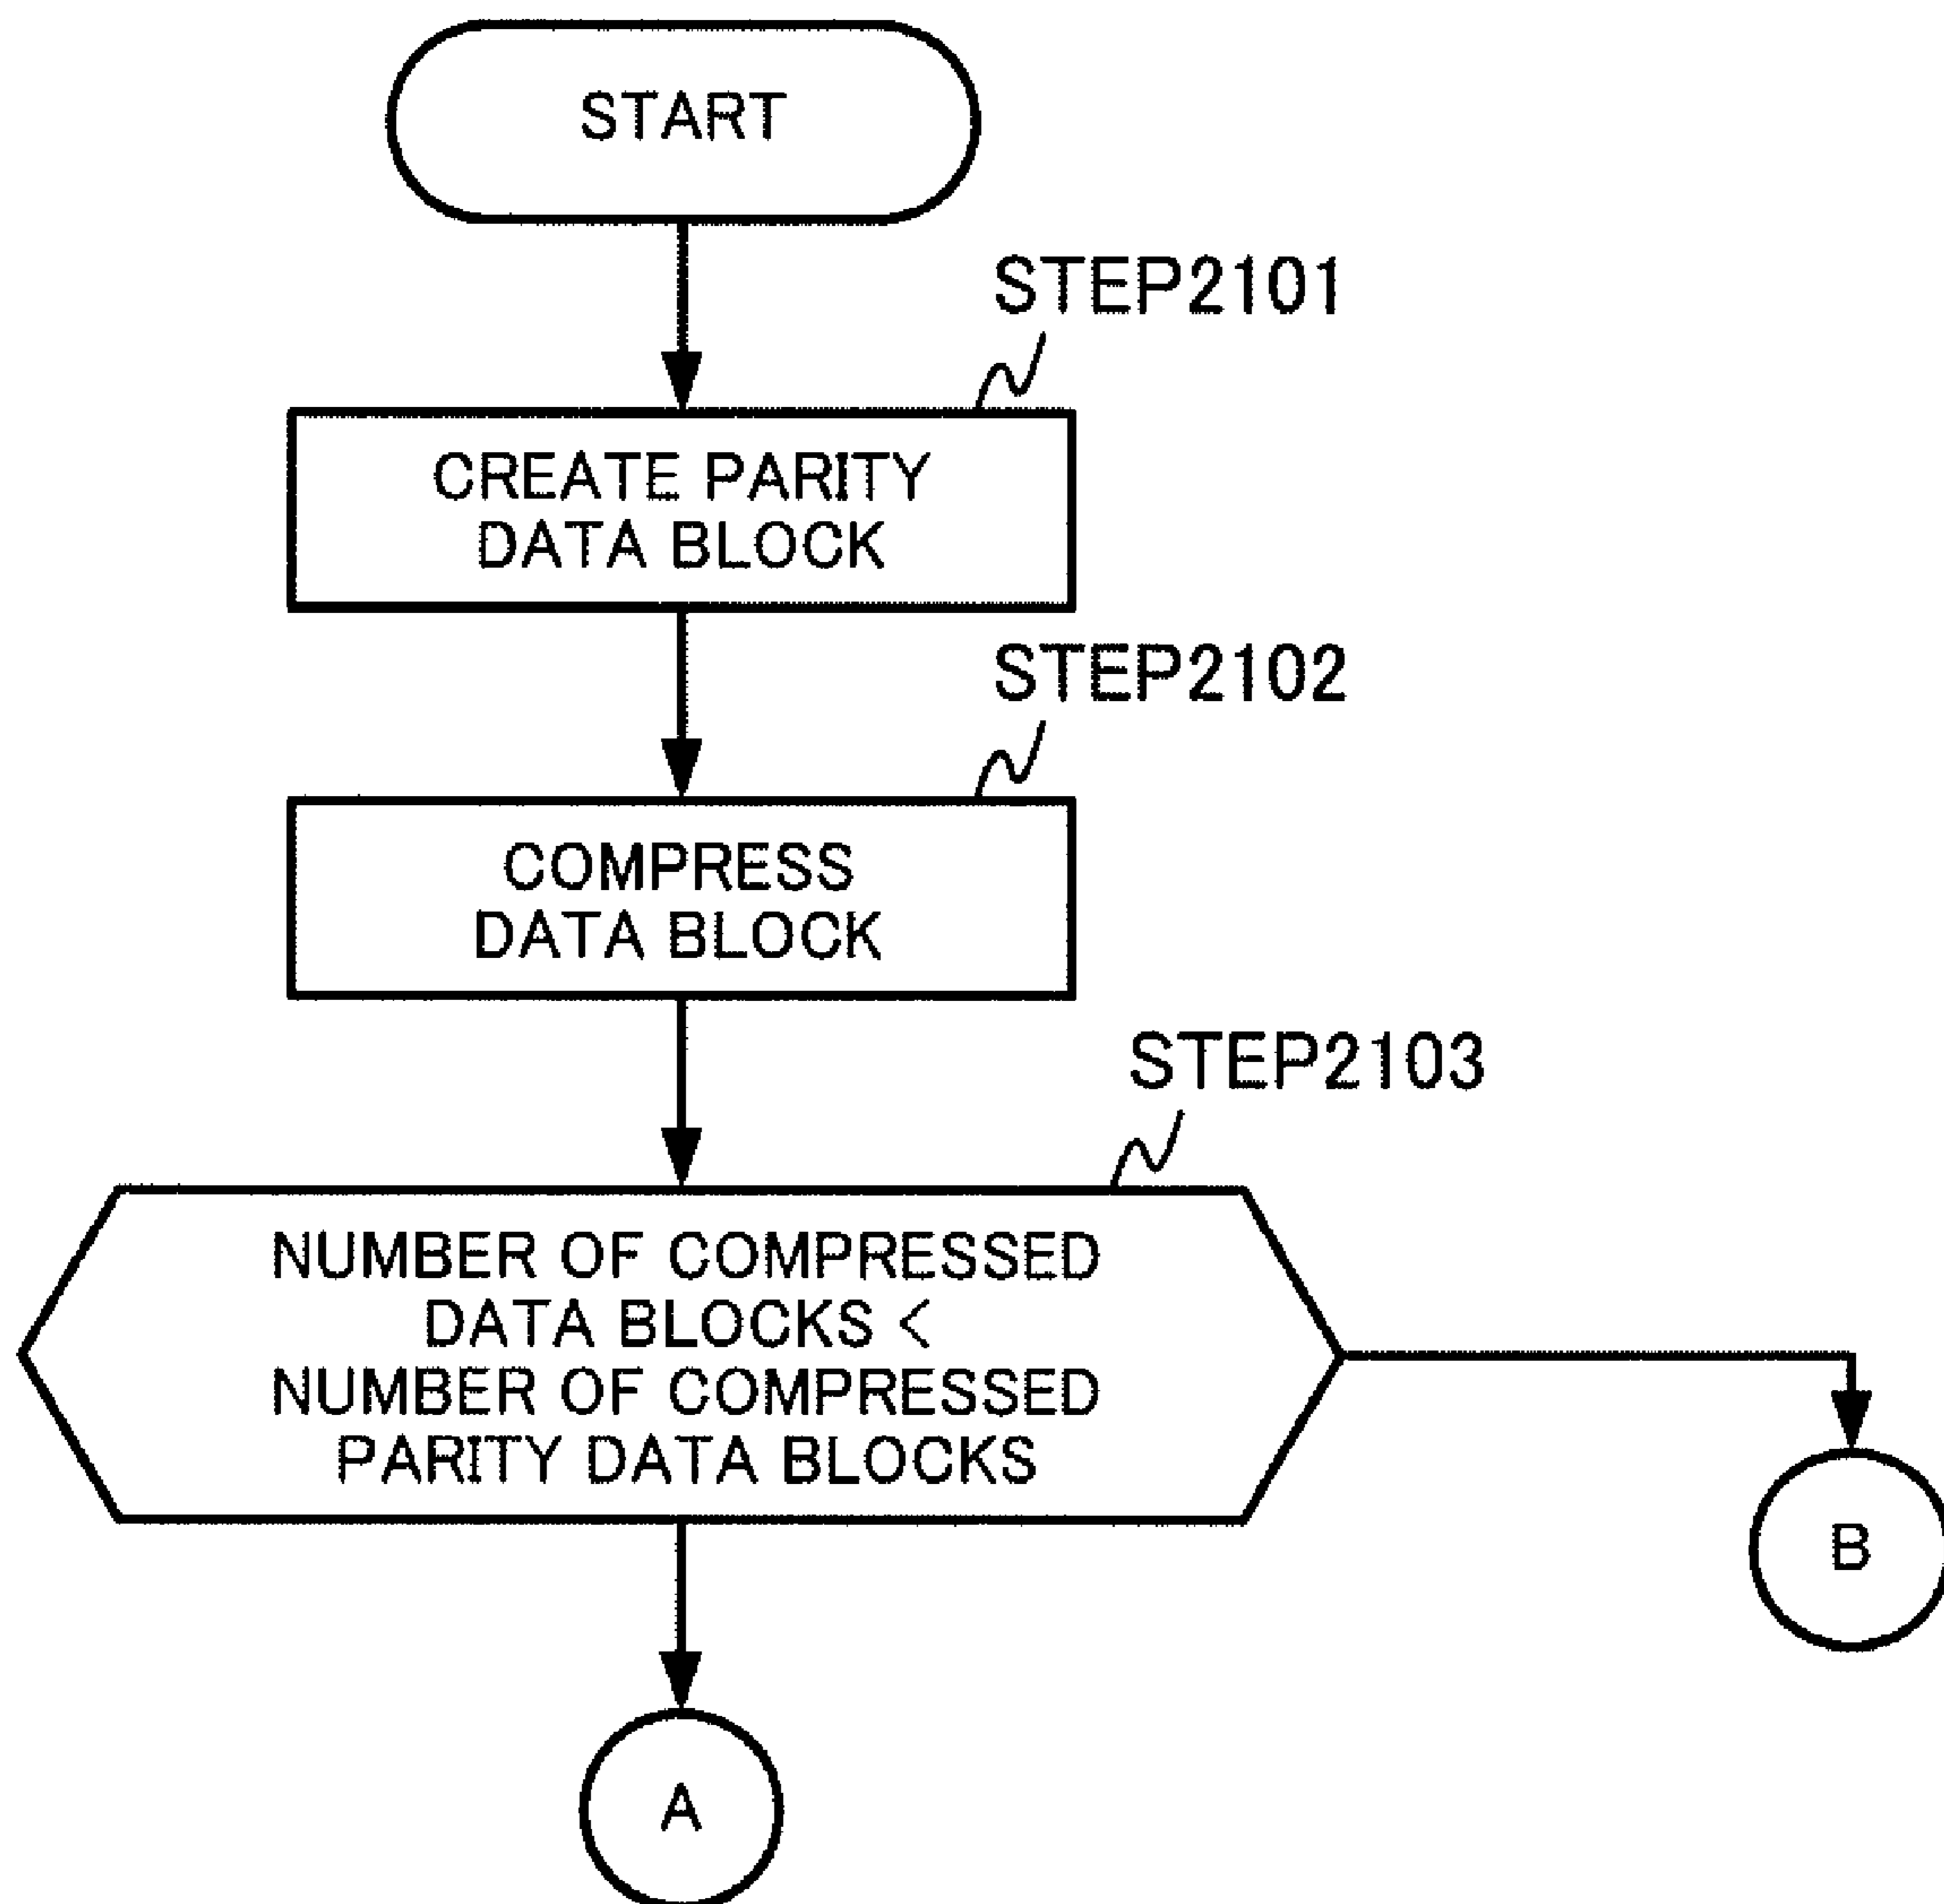 START
STEP2101
CREATE PARITY
DATA BLOCK
STEP2102
COMPRESS
DATA BLOCK
STEP2103
NUMBER OF COMPRESSED
DATA BLOCKS <
NUMBER OF COMPRESSED
PARITY DATA BLOCKS
B
A